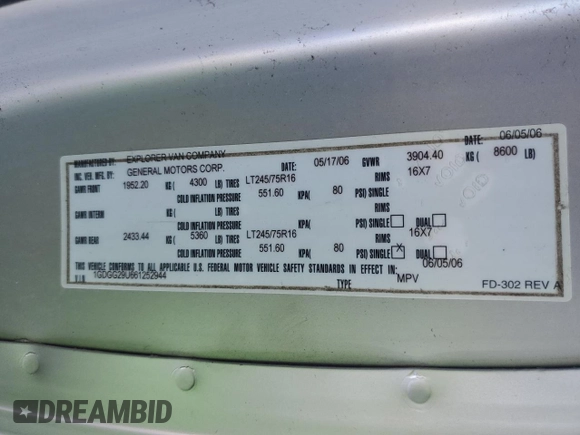 MANUFACTURED BY: EXPLORER VAN COMPANY 06/05/06
INC. VEH. MFG. BY: GENERAL MOTORS CORP. DATE: 05/17/06 GVWR 3904.40 KG ( 8600 LB)
GAWR FRONT 1952.20 KG ( 4300 LB) TIRES LT245/75R16 RIMS 16X7
COLD INFLATION PRESSURE 551.60 KPA( 80 PSI) SINGLE
GAWR INTERIM KG ( LB) TIRES RIMS
COLD INFLATION PRESSURE KPA( PSI) SINGLE DUAL
GAWR REAR 2433.44 KG ( 5360 LB) TIRES LT245/75R16 RIMS 16X7
COLD INFLATION PRESSURE 551.60 KPA( 80 PSI) SINGLE X DUAL
THIS VEHICLE CONFORMS TO ALL APPLICABLE U.S. FEDERAL MOTOR VEHICLE SAFETY STANDARDS IN EFFECT IN: 06/05/06
V.I.N. 1GDGG29U661252944 TYPE MPV FD-302 REV A
VOID
DREAMBID